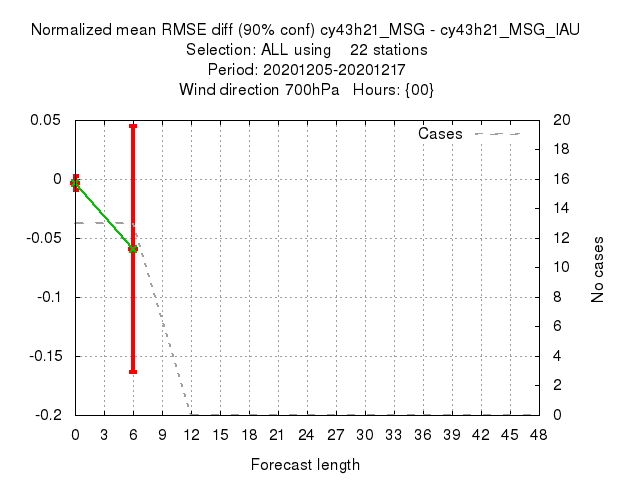 Normalized mean RMSE diff (90% conf) cy43h21_MSG - cy43h21_MSG_IAU
Selection: ALL using    22 stations
Period: 20201205-20201217
Wind direction 700hPa   Hours: {00}
Cases
0.05
0
-0.05
-0.1
-0.15
-0.2
20
18
16
14
12
10
8
6
4
2
0
No cases
0 3 6 9 12 15 18 21 24 27 30 33 36 39 42 45 48
Forecast length